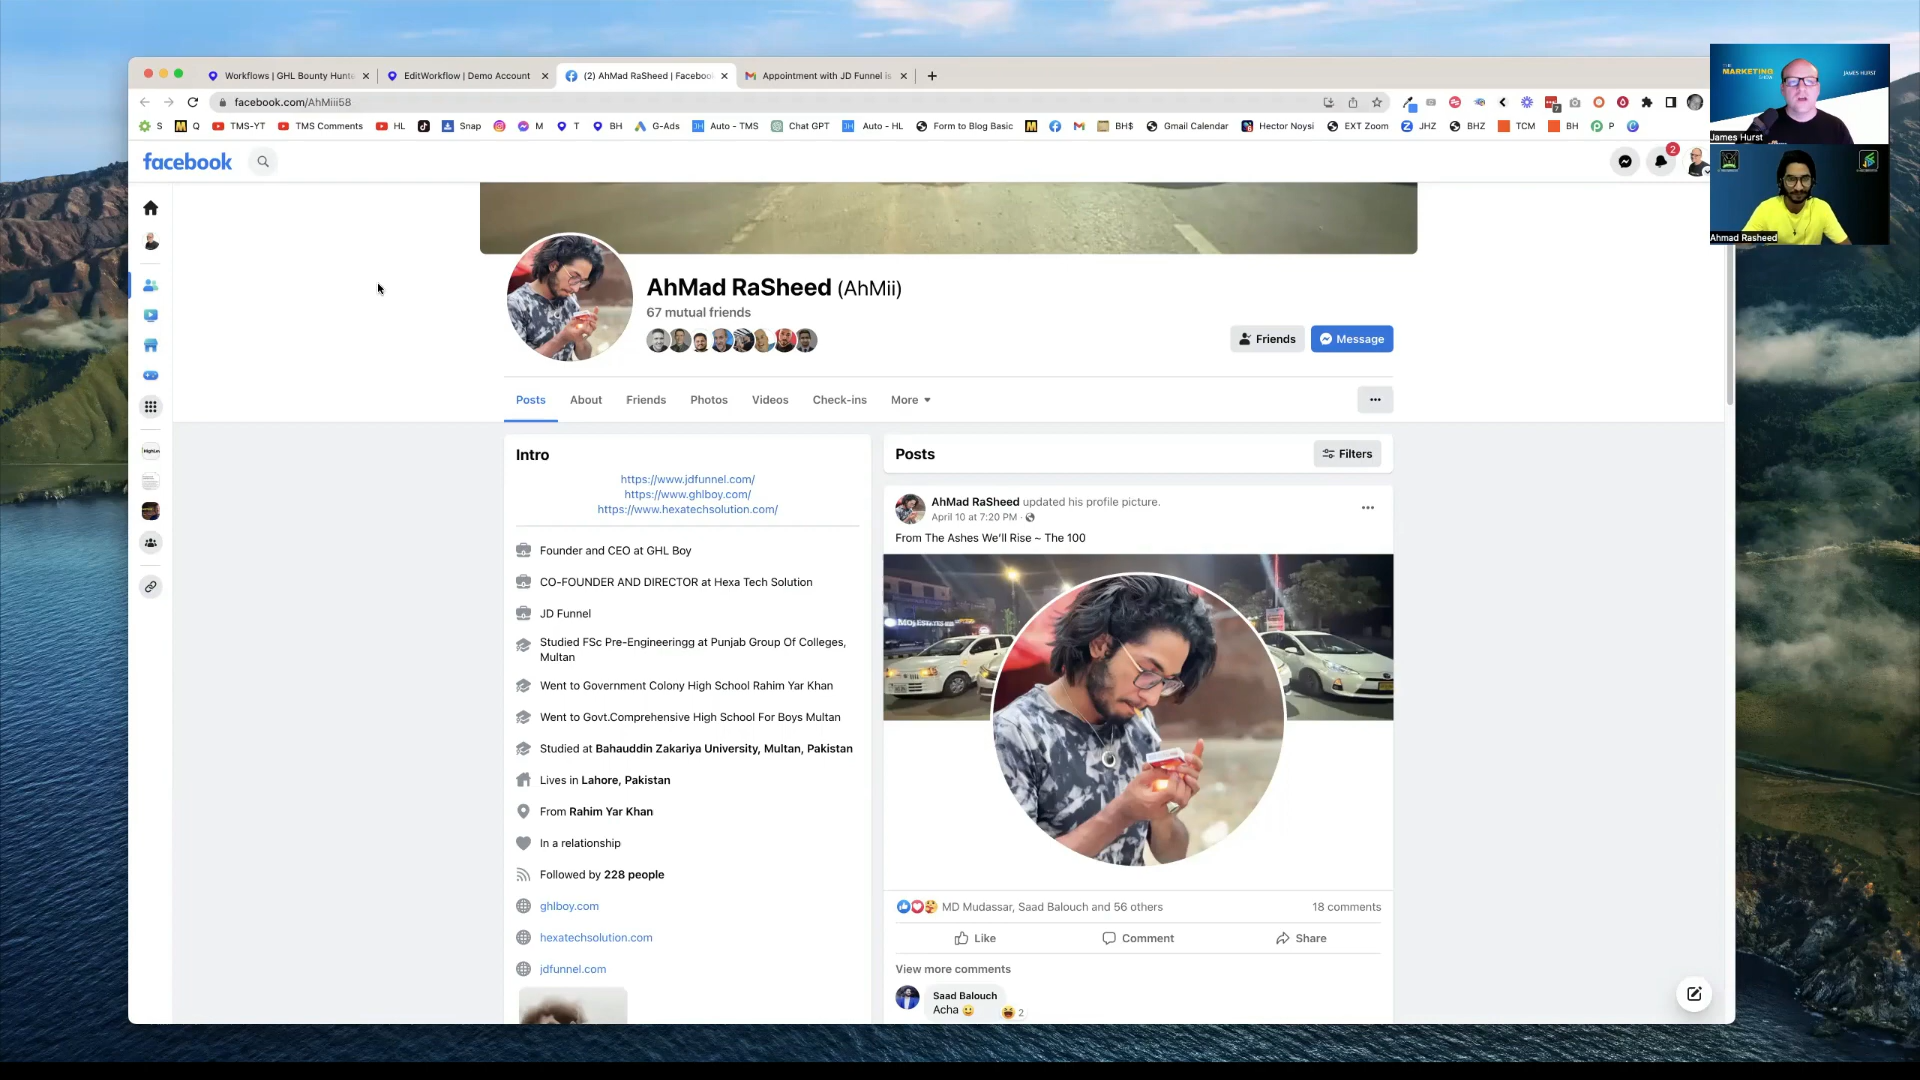 Workflows | GHL Bounty Hunte
EditWorkflow | Demo Account
(2) AhMad RaSheed | Facebook
Appointment with JD Funnel is
facebook.com/AhMiii58
S
Q
TMS-YT
TMS Comments
HL
Snap
M
T
BH
G-Ads
Auto - TMS
Chat GPT
Auto - HL
Form to Blog Basic
BH$
Gmail Calendar
Hector Noysi
EXT Zoom
JHZ
BHZ
TCM
BH
P
MARKETING
JAMES HURST
James Hurst
Ahmad Rasheed
facebook
2
AhMad RaSheed (AhMii)
67 mutual friends
Friends
Message
Posts
About
Friends
Photos
Videos
Check-ins
More
Intro
https://www.jdfunnel.com/
https://www.ghlboy.com/
https://www.hexatechsolution.com/
Founder and CEO at GHL Boy
CO-FOUNDER AND DIRECTOR at Hexa Tech Solution
JD Funnel
Studied FSc Pre-Engineeringg at Punjab Group Of Colleges,
Multan
Went to Government Colony High School Rahim Yar Khan
Went to Govt.Comprehensive High School For Boys Multan
Studied at Bahauddin Zakariya University, Multan, Pakistan
Lives in Lahore, Pakistan
From Rahim Yar Khan
In a relationship
Followed by 228 people
ghlboy.com
hexatechsolution.com
jdfunnel.com
Posts
Filters
AhMad RaSheed updated his profile picture.
April 10 at 7:20 PM ·
From The Ashes We'll Rise ~ The 100
MD Mudassar, Saad Balouch and 56 others
18 comments
Like
Comment
Share
View more comments
Saad Balouch
Acha 🙂
2